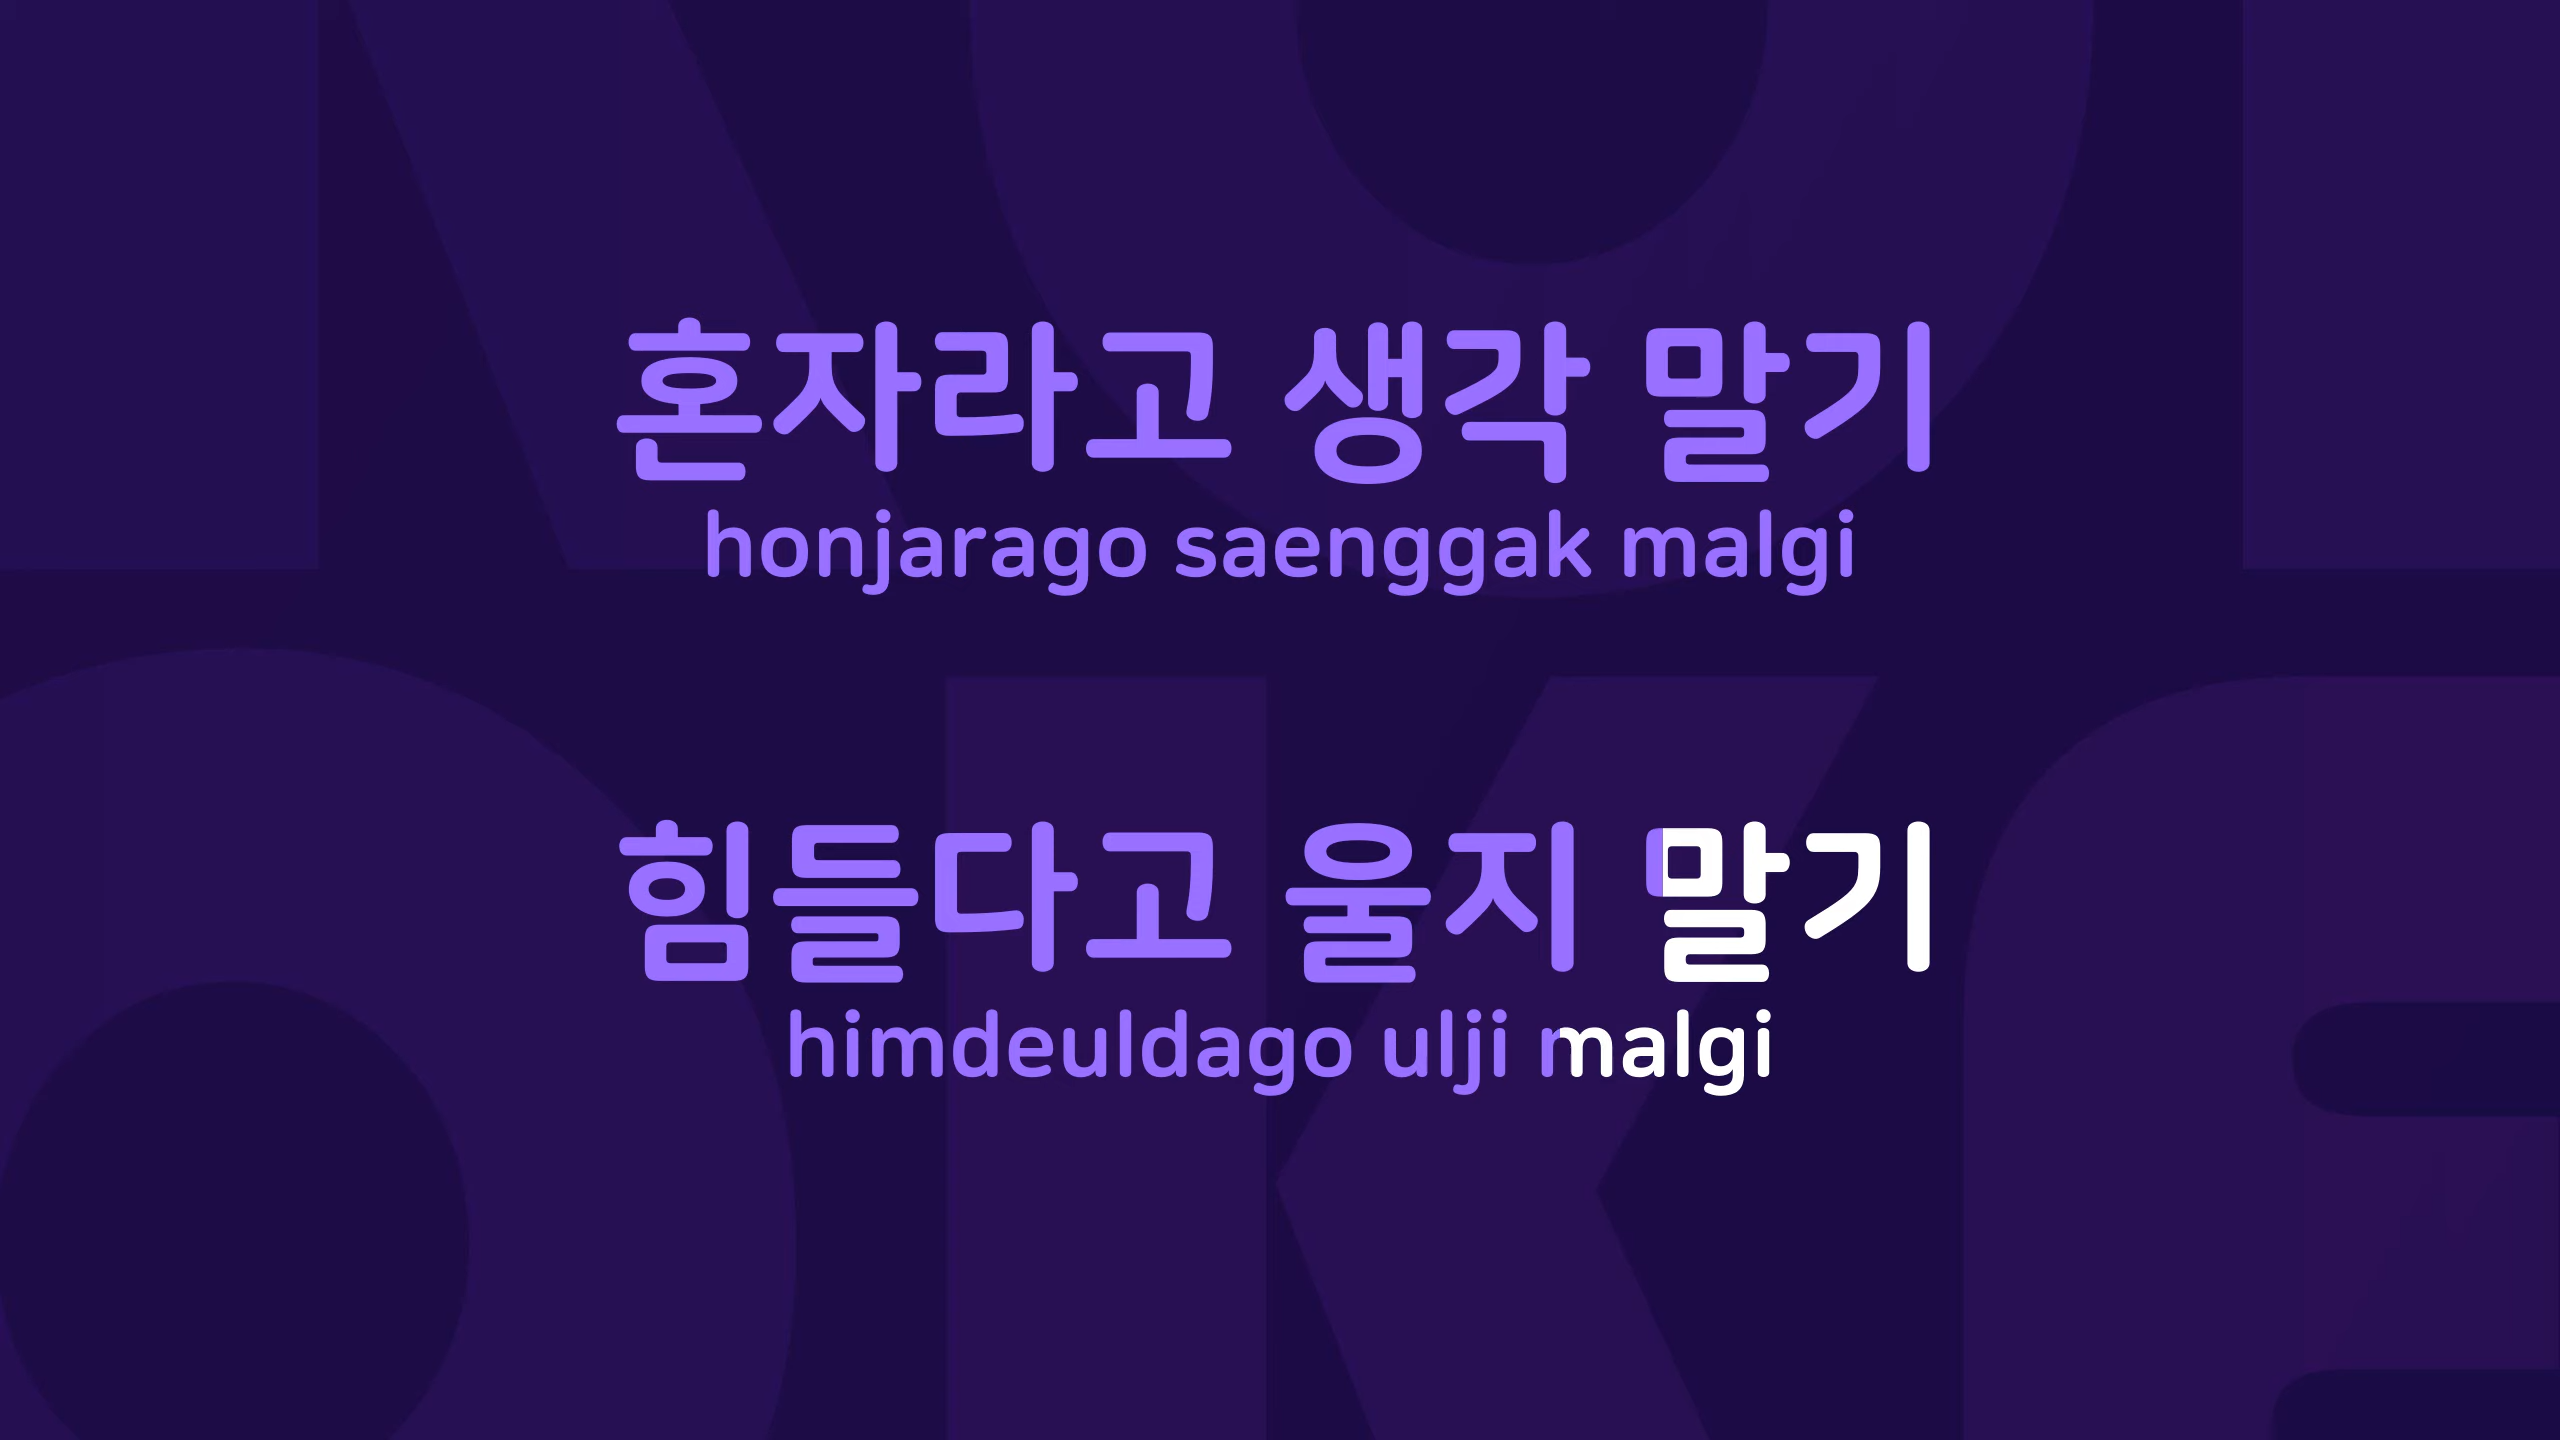 혼자라고 생각 말기
honjarago saenggak malgi
힘들다고 울지 말기
himdeuldago ulji malgi